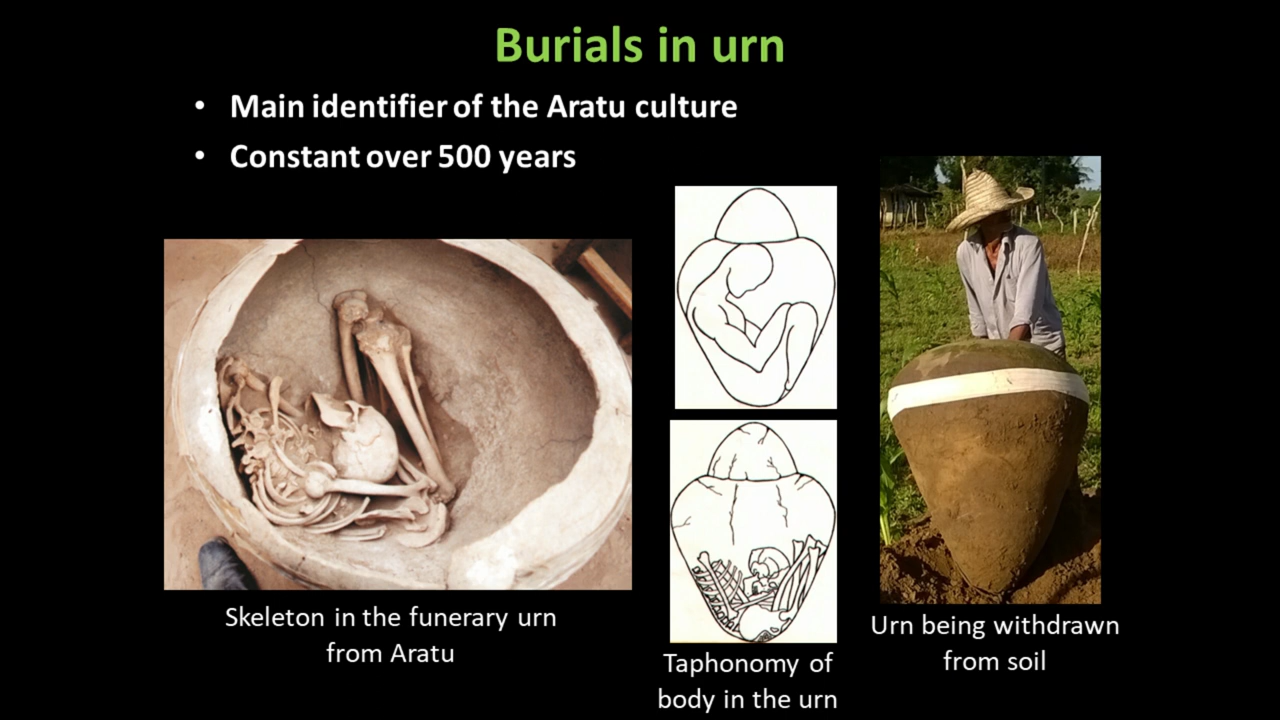 Burials in urn
• Main identifier of the Aratu culture
• Constant over 500 years
Skeleton in the funerary urn
from Aratu
Taphonomy of
body in the urn
Urn being withdrawn
from soil